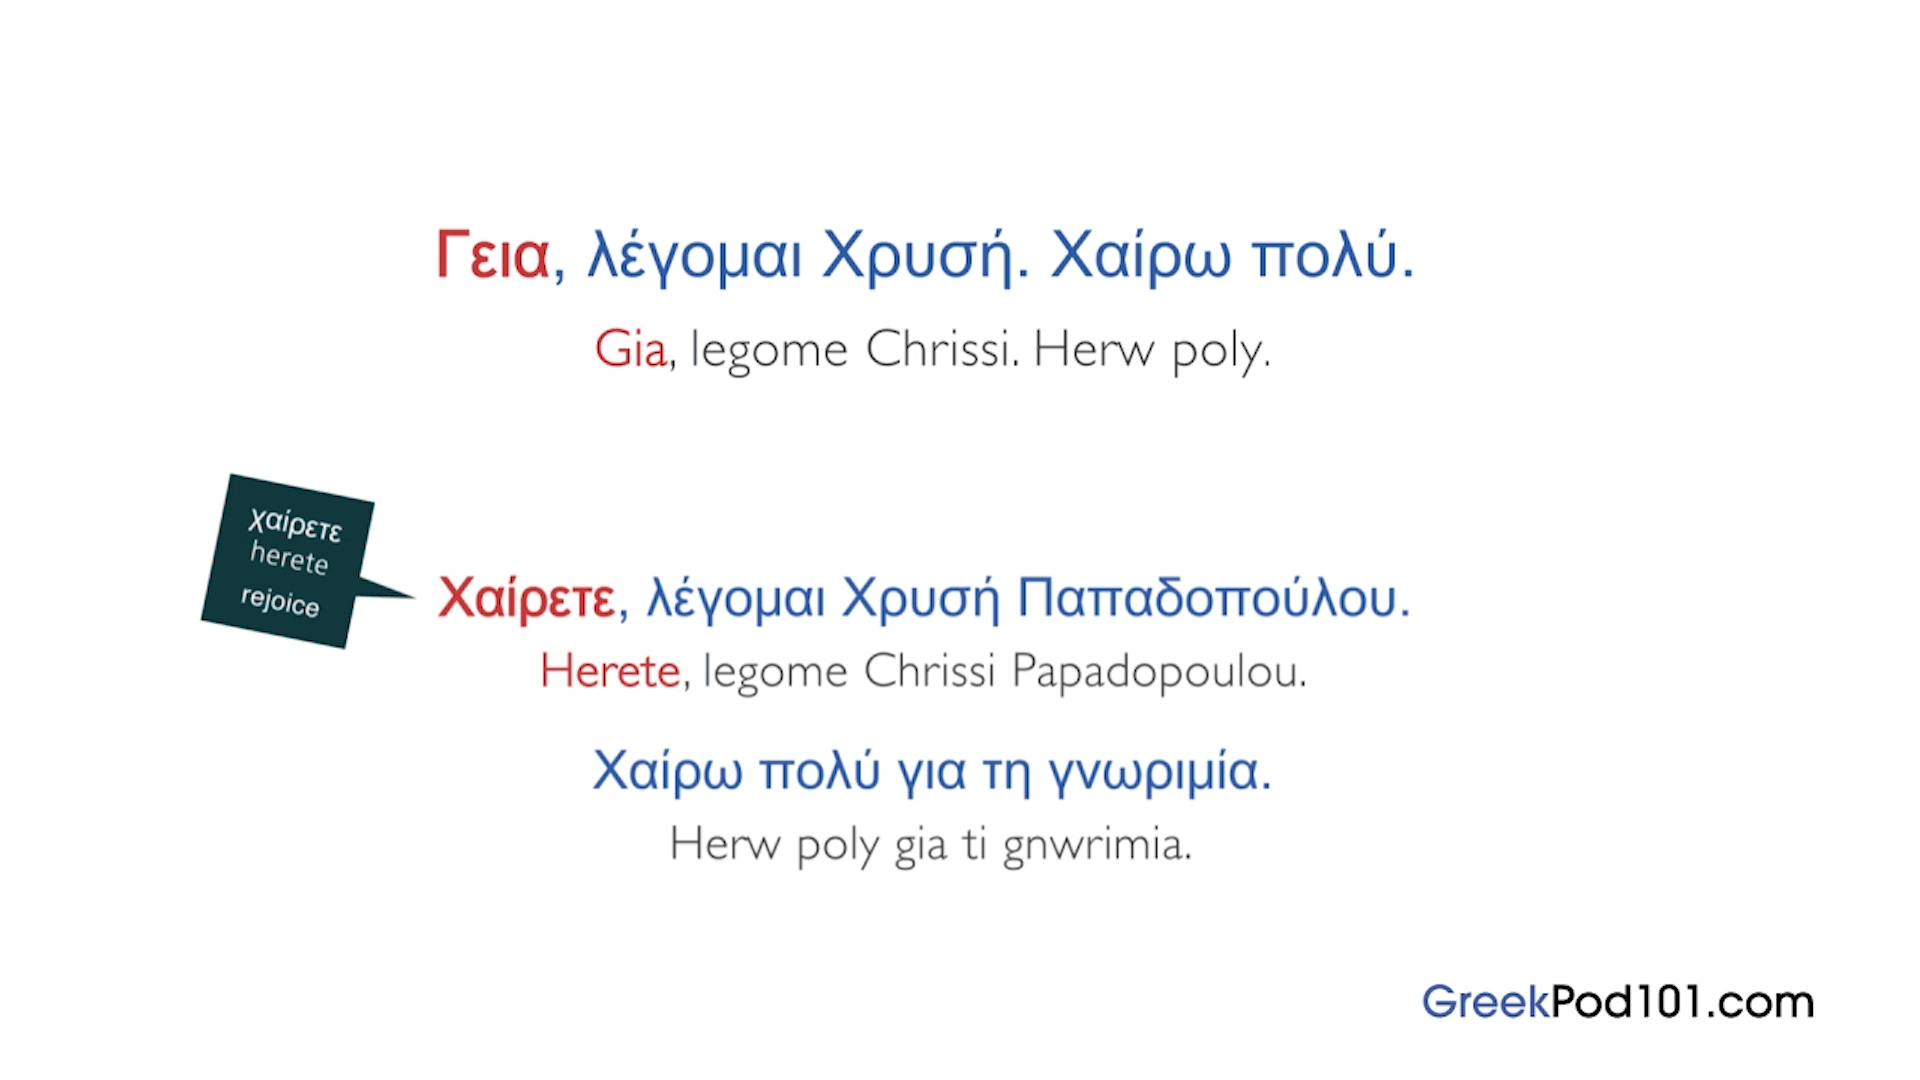 Γεια, λέγομαι Χρυσή. Χαίρω πολύ.
Gia, legome Chrissi. Herw poly.
χαίρετε
herete
rejoice
Χαίρετε, λέγομαι Χρυσή Παπαδοπούλου.
Herete, legome Chrissi Papadopoulou.
Χαίρω πολύ για τη γνωριμία.
Herw poly gia ti gnwrimia.
GreekPod101.com